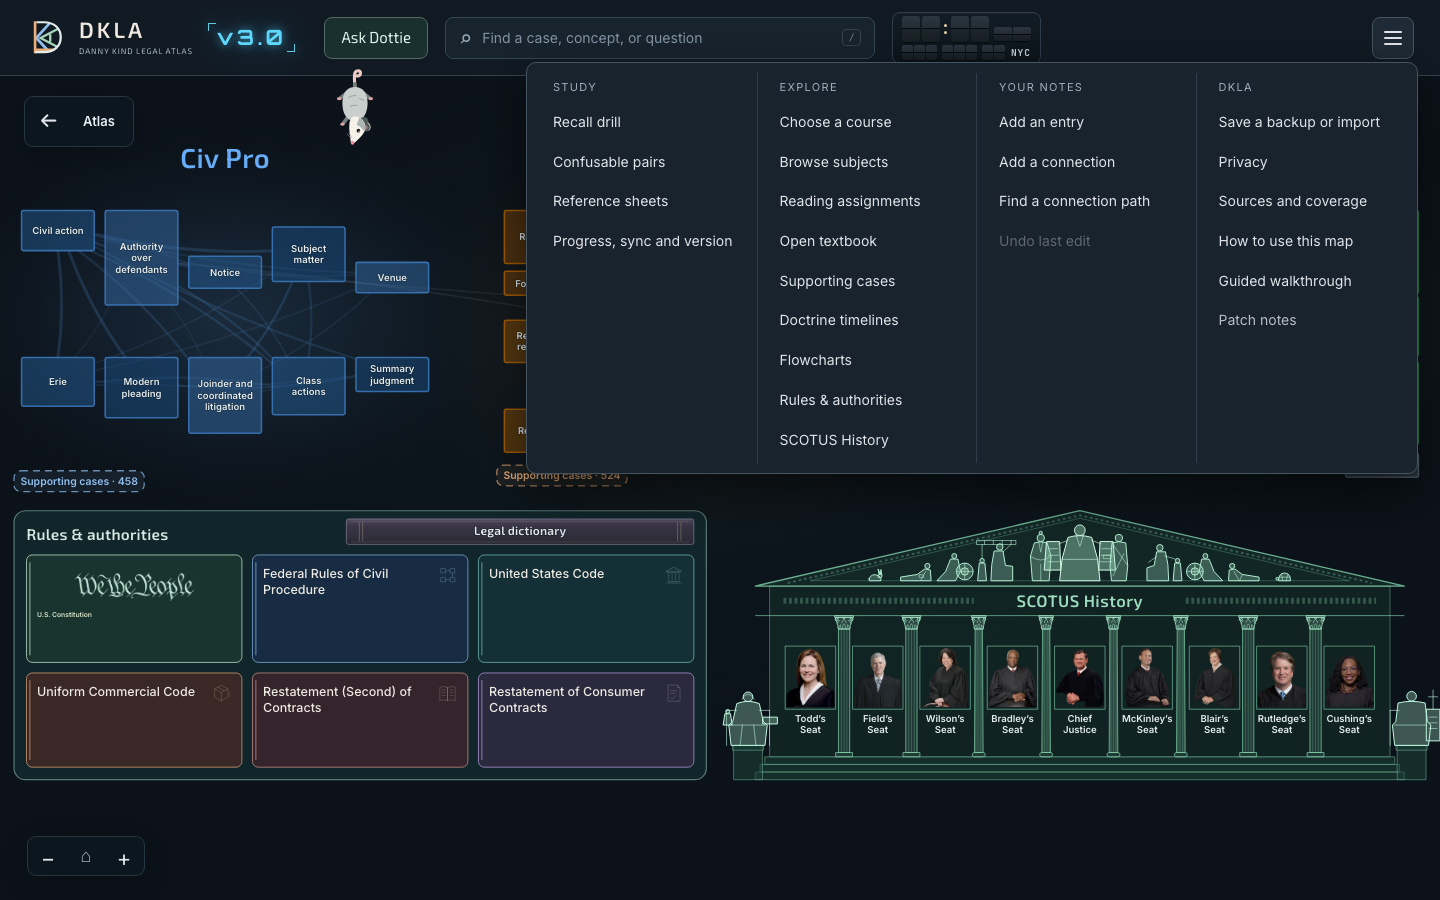 DKLA
DANNY KIND LEGAL ATLAS
v3.0
Ask Dottie
Find a case, concept, or question
/
NYC
Atlas
STUDY
Recall drill
Confusable pairs
Reference sheets
Progress, sync and version
EXPLORE
Choose a course
Browse subjects
Reading assignments
Open textbook
Supporting cases
Doctrine timelines
Flowcharts
Rules & authorities
SCOTUS History
YOUR NOTES
Add an entry
Add a connection
Find a connection path
Undo last edit
DKLA
Save a backup or import
Privacy
Sources and coverage
How to use this map
Guided walkthrough
Patch notes
Civ Pro
Civil action
Authority
over
defendants
Notice
Subject
matter
Venue
Erie
Modern
pleading
Joinder and
coordinated
litigation
Class
actions
Summary
judgment
Supporting cases · 458
Supporting cases · 524
Rules & authorities
Legal dictionary
We the People
U.S. Constitution
Federal Rules of Civil
Procedure
United States Code
Uniform Commercial Code
Restatement (Second) of
Contracts
Restatement of Consumer
Contracts
SCOTUS History
Todd's
Seat
Field's
Seat
Wilson's
Seat
Bradley's
Seat
Chief
Justice
McKinley's
Seat
Blair's
Seat
Rutledge's
Seat
Cushing's
Seat